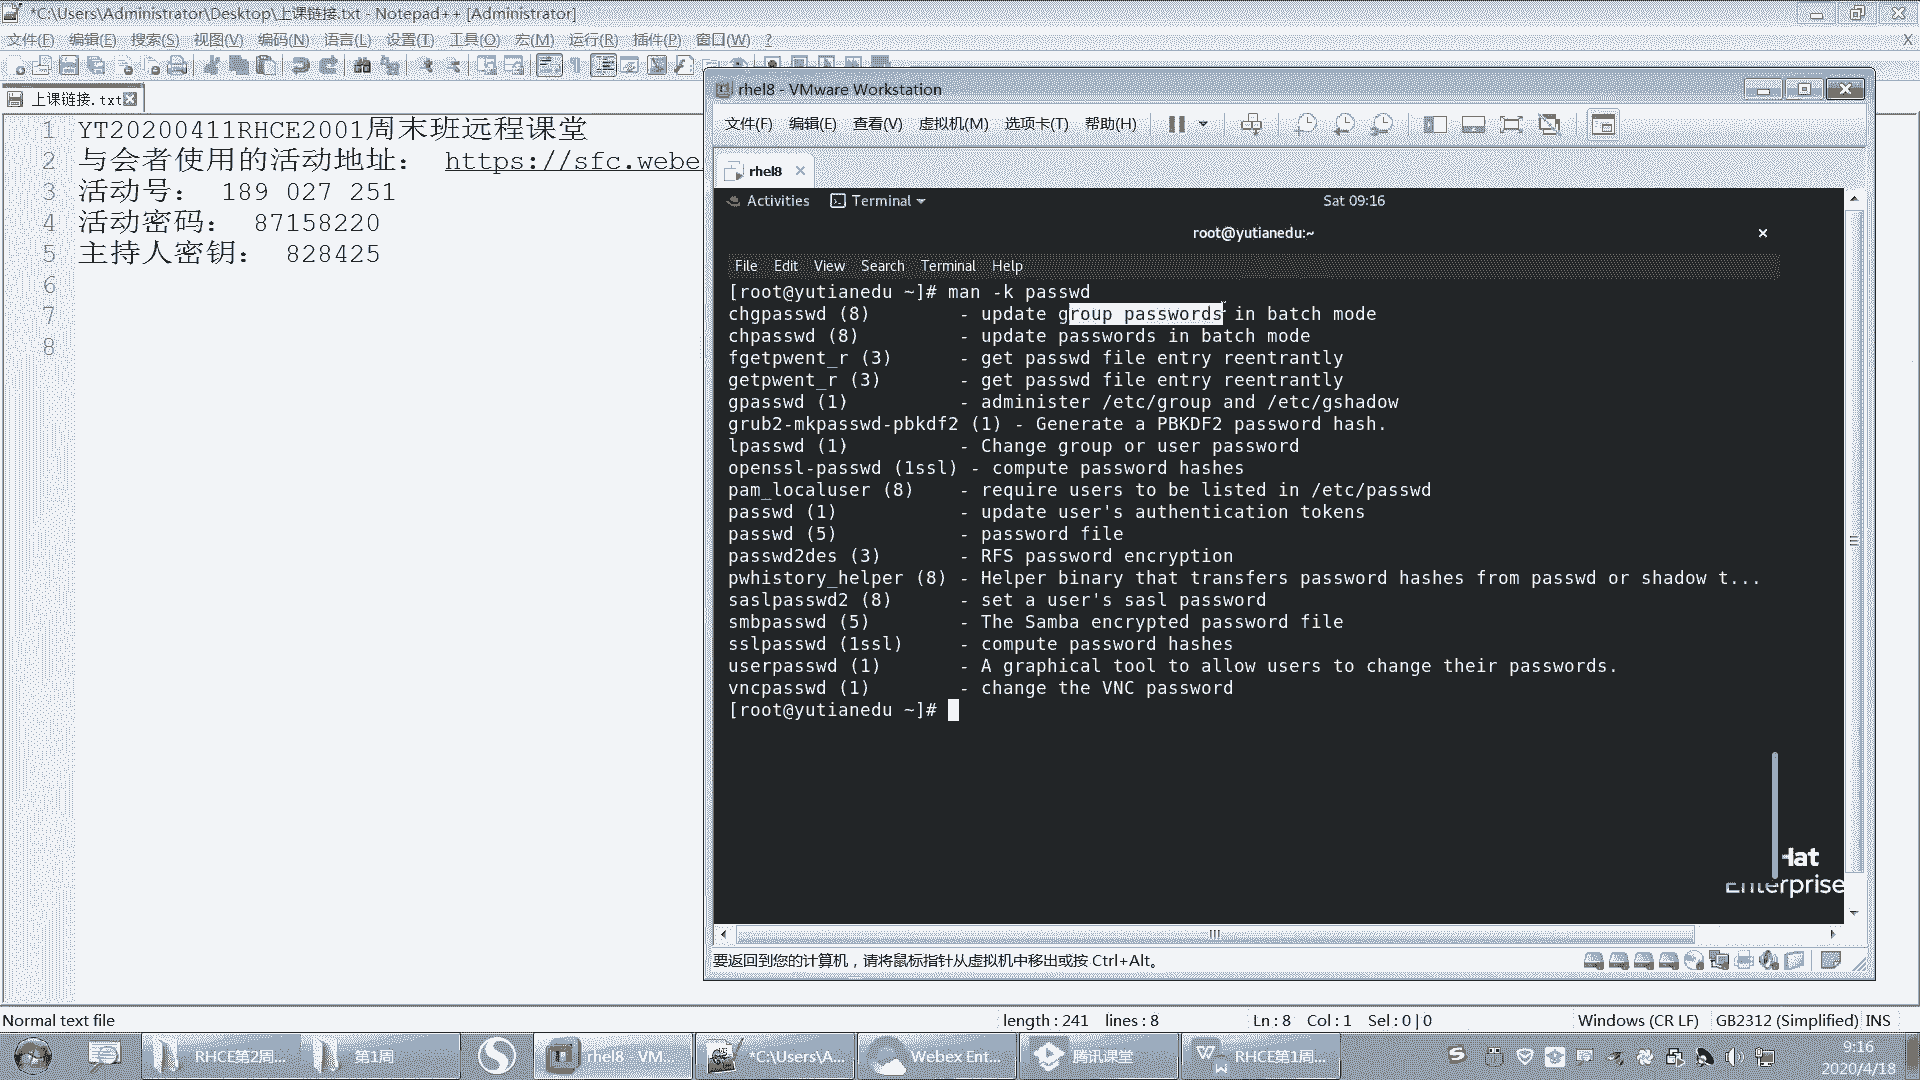 *C:\Users\Administrator\Desktop\上课链接.txt - Notepad++ [Administrator]
文件(F) 编辑(E) 搜索(S) 视图(V) 编码(N) 语言(L) 设置(T) 工具(O) 宏(M) 运行(R) 插件(P) 窗口(W) ?
X
上课链接.txt
1 YT20200411RHCE2001周末班远程课堂
2 与会者使用的活动地址： https://sfc.webe
3 活动号： 189 027 251
4 活动密码： 87158220
5 主持人密钥： 828425
6
7
8
rhel8 - VMware Workstation
文件(F) 编辑(E) 查看(V) 虚拟机(M) 选项卡(T) 帮助(H)
rhel8
Activities Terminal Sat 09:16
root@yutianedu:~
File Edit View Search Terminal Help
[root@yutianedu ~]# man -k passwd
chgpasswd (8) - update group passwords in batch mode
chpasswd (8) - update passwords in batch mode
fgetpwent_r (3) - get passwd file entry reentrantly
getpwent_r (3) - get passwd file entry reentrantly
gpasswd (1) - administer /etc/group and /etc/gshadow
grub2-mkpasswd-pbkdf2 (1) - Generate a PBKDF2 password hash.
lpasswd (1) - Change group or user password
openssl-passwd (1ssl) - compute password hashes
pam_localuser (8) - require users to be listed in /etc/passwd
passwd (1) - update user's authentication tokens
passwd (5) - password file
passwd2des (3) - RFS password encryption
pwhistory_helper (8) - Helper binary that transfers password hashes from passwd or shadow t...
saslpasswd2 (8) - set a user's sasl password
smbpasswd (5) - The Samba encrypted password file
sslpasswd (1ssl) - compute password hashes
userpasswd (1) - A graphical tool to allow users to change their passwords.
vncpasswd (1) - change the VNC password
[root@yutianedu ~]#
Hat
Enterprise
要返回到您的计算机，请将鼠标指针从虚拟机中移出或按 Ctrl+Alt。
Normal text file length : 241 lines : 8 Ln : 8 Col : 1 Sel : 0 | 0 Windows (CR LF) GB2312 (Simplified) INS
RHCE第2周... 第1周 rhel8 - VM... *C:\Users\A... Webex Ent... 腾讯课堂 RHCE第1周...
9:16
2020/4/18